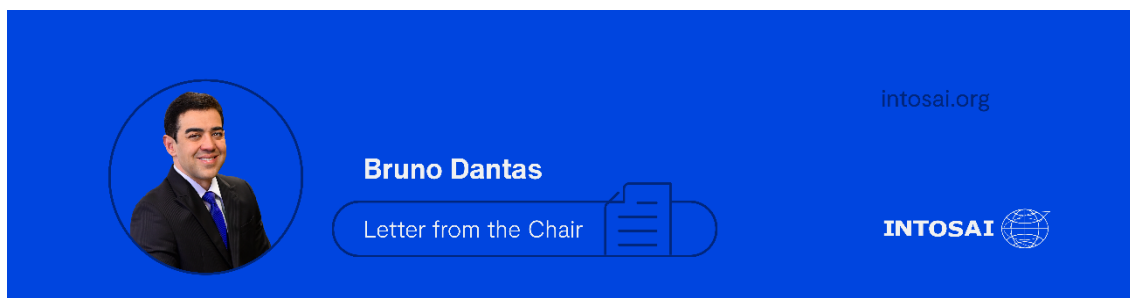 intosai.org
Bruno Dantas
Letter from the Chair
INTOSAI